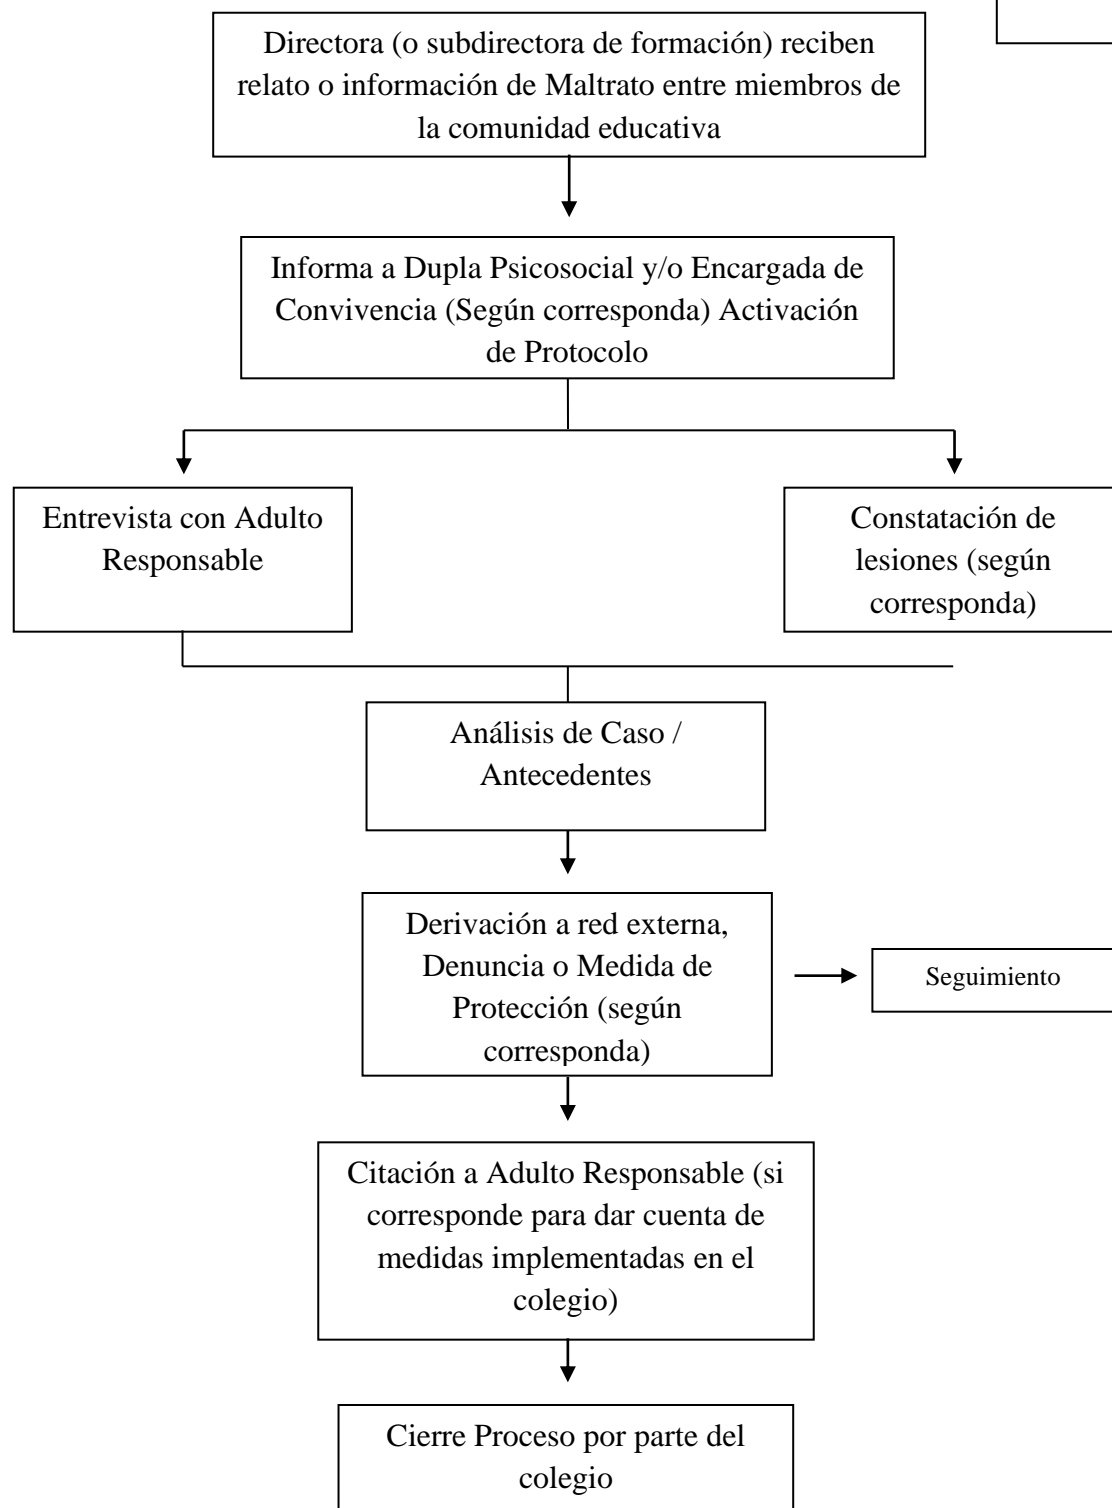 Directora (o subdirectora de formación) reciben
relato o información de Maltrato entre miembros de
la comunidad educativa
Informa a Dupla Psicosocial y/o Encargada de
Convivencia (Según corresponda) Activación
de Protocolo
Entrevista con Adulto
Responsable
Constatación de
lesiones (según
corresponda)
Análisis de Caso /
Antecedentes
Derivación a red externa,
Denuncia o Medida de
Protección (según
corresponda)
Seguimiento
Citación a Adulto Responsable (si
corresponde para dar cuenta de
medidas implementadas en el
colegio)
Cierre Proceso por parte del
colegio